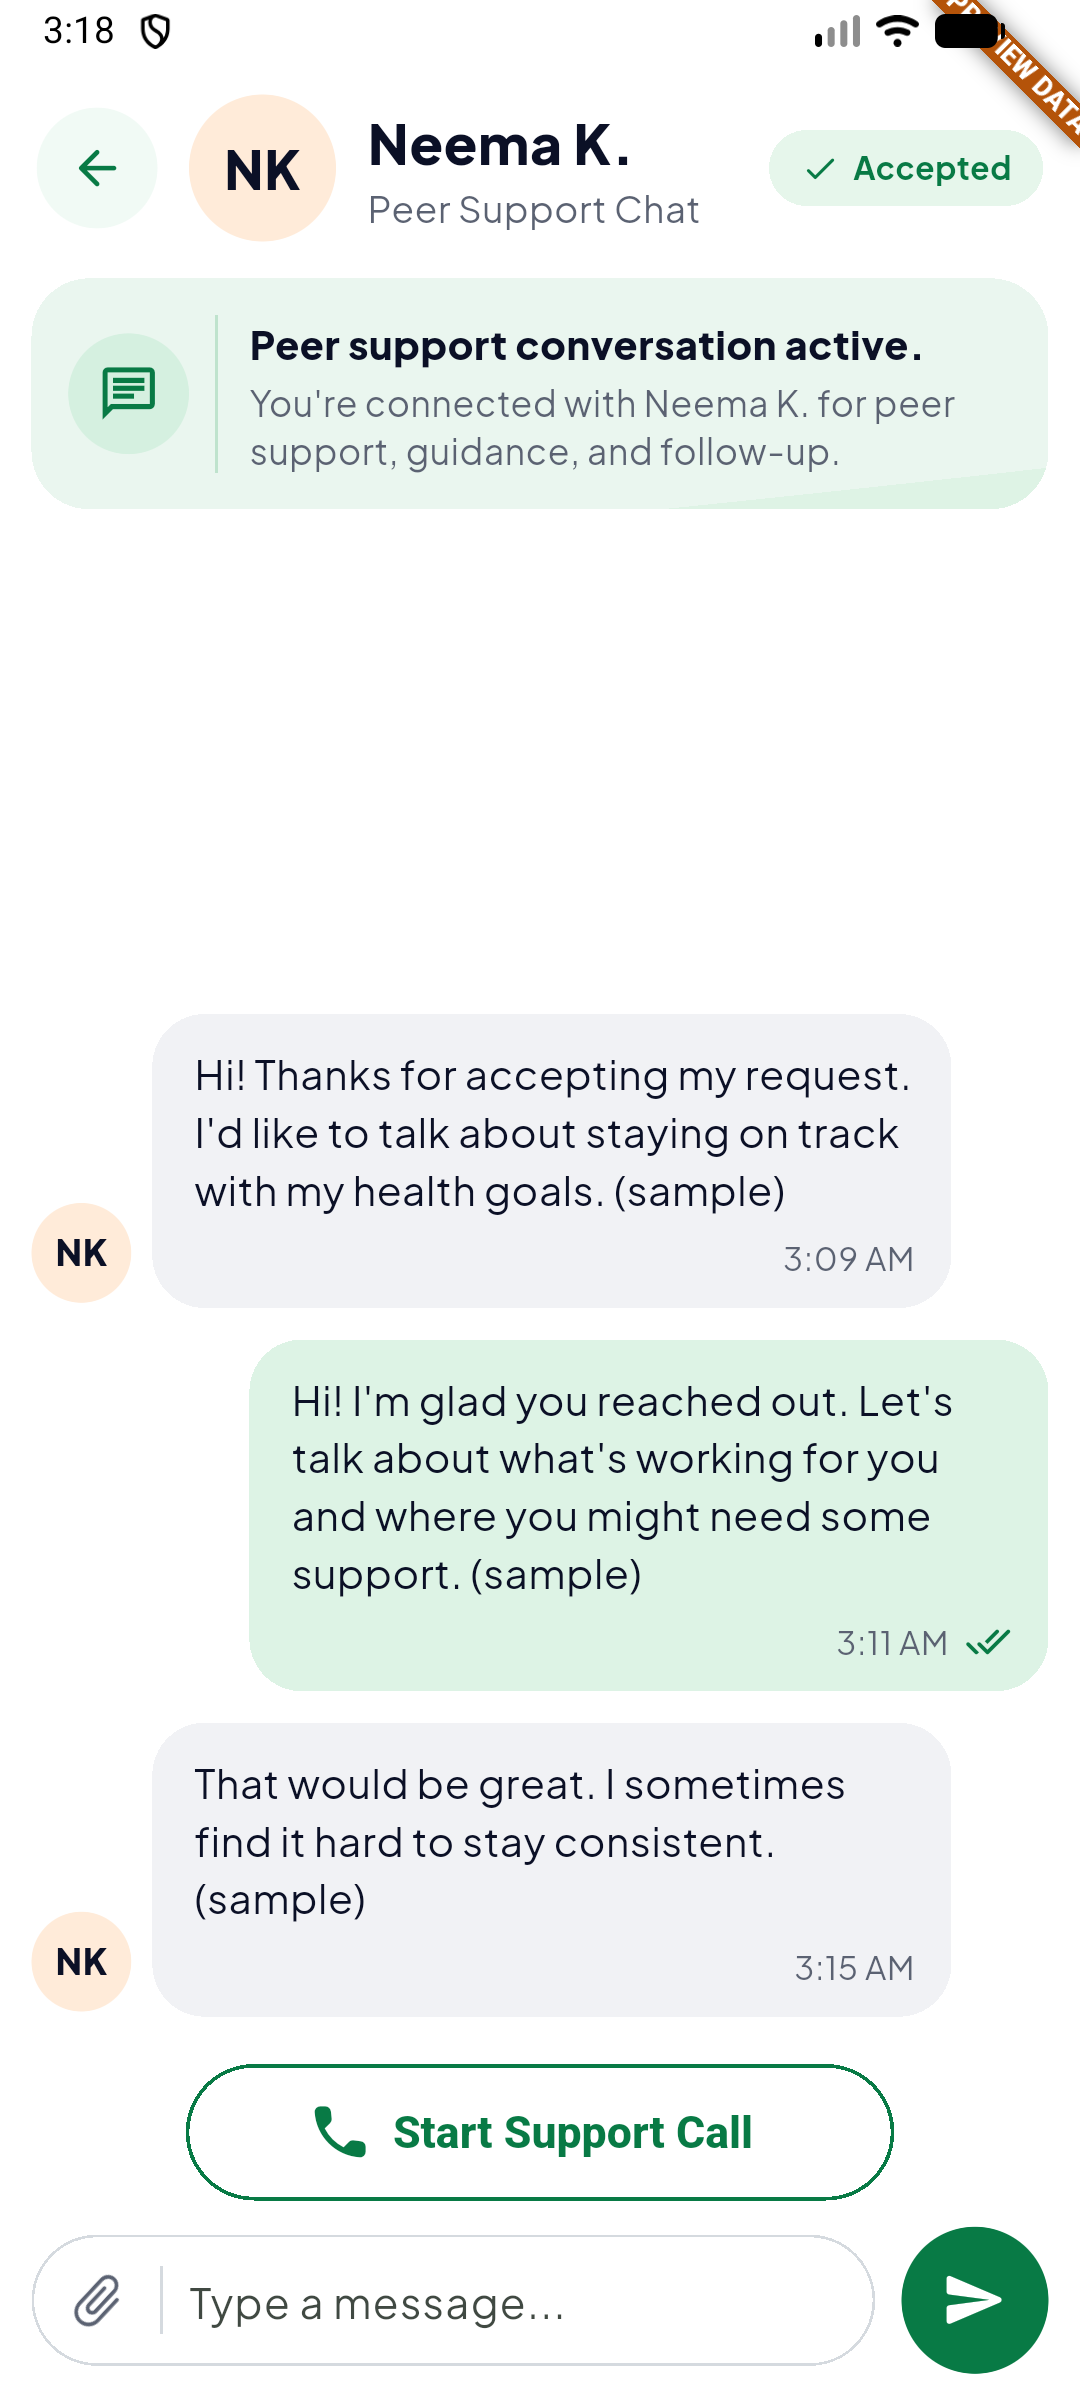 3:18
PREVIEW DATA
NK
Neema K.
Peer Support Chat
Accepted
Peer support conversation active.
You're connected with Neema K. for peer
support, guidance, and follow-up.
Hi! Thanks for accepting my request.
I'd like to talk about staying on track
with my health goals. (sample)
3:09 AM
NK
Hi! I'm glad you reached out. Let's
talk about what's working for you
and where you might need some
support. (sample)
3:11 AM
That would be great. I sometimes
find it hard to stay consistent.
(sample)
3:15 AM
NK
Start Support Call
Type a message...